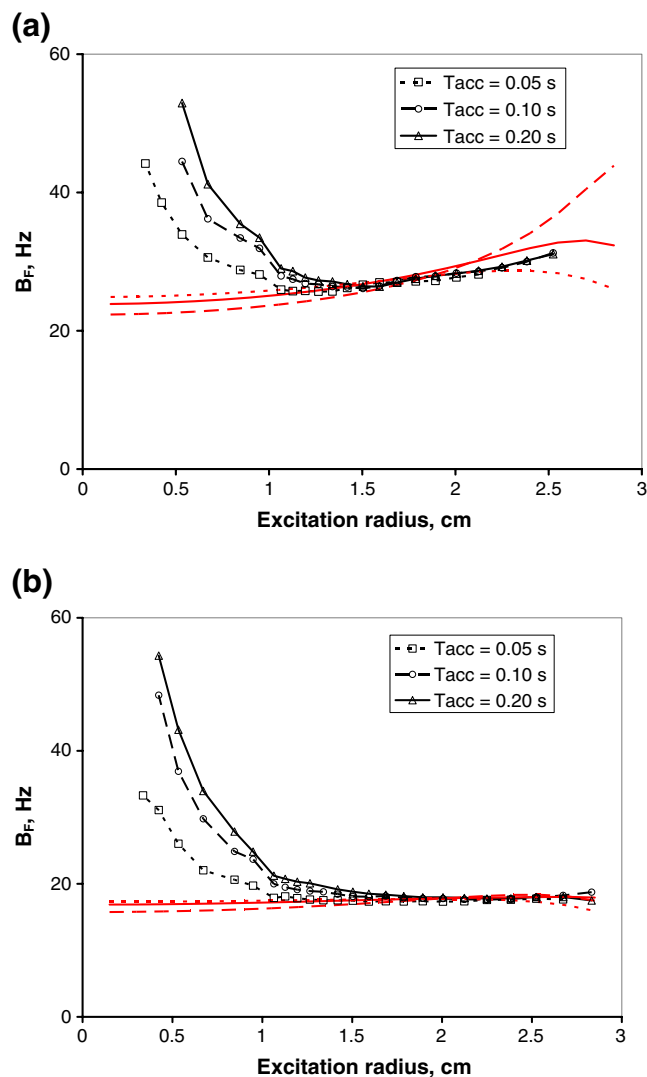 (a)
60
40
20
0
B_F, Hz
Tacc = 0.05 s
Tacc = 0.10 s
Tacc = 0.20 s
0 0.5 1 1.5 2 2.5 3
Excitation radius, cm
(b)
60
40
20
0
B_F, Hz
Tacc = 0.05 s
Tacc = 0.10 s
Tacc = 0.20 s
0 0.5 1 1.5 2 2.5 3
Excitation radius, cm